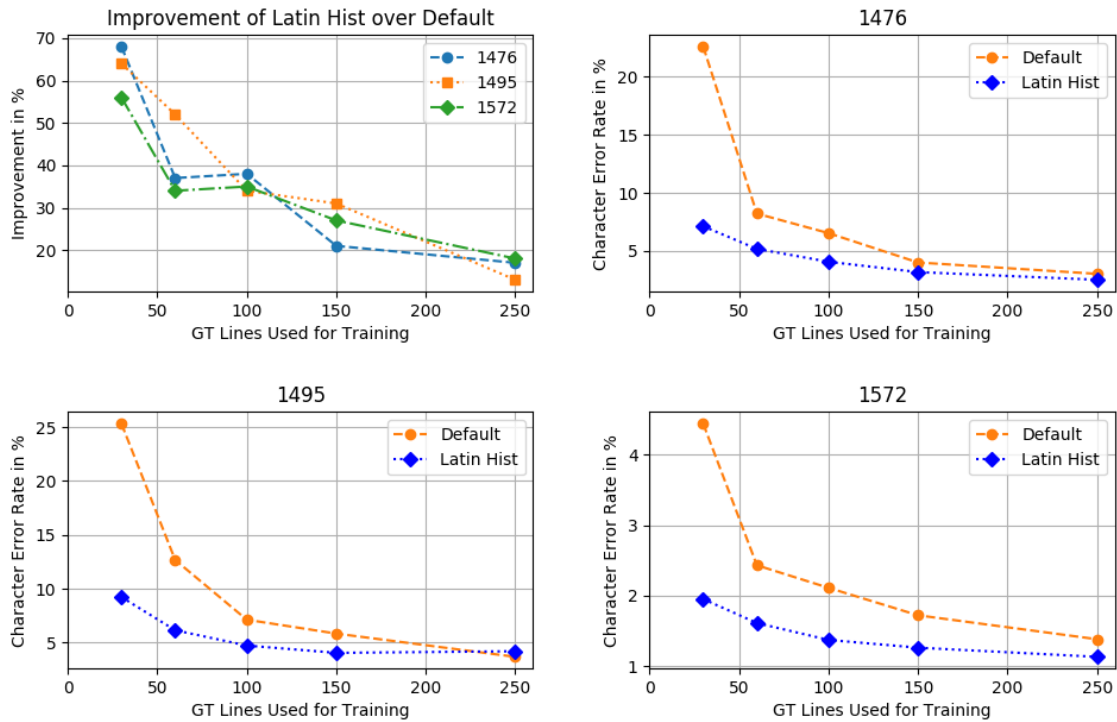 Improvement of Latin Hist over Default
Improvement in %
70
60
50
40
30
20
1476
1495
1572
0 50 100 150 200 250
GT Lines Used for Training
1476
Character Error Rate in %
20
15
10
5
Default
Latin Hist
0 50 100 150 200 250
GT Lines Used for Training
1495
Character Error Rate in %
25
20
15
10
5
Default
Latin Hist
0 50 100 150 200 250
GT Lines Used for Training
1572
Character Error Rate in %
4
3
2
1
Default
Latin Hist
0 50 100 150 200 250
GT Lines Used for Training